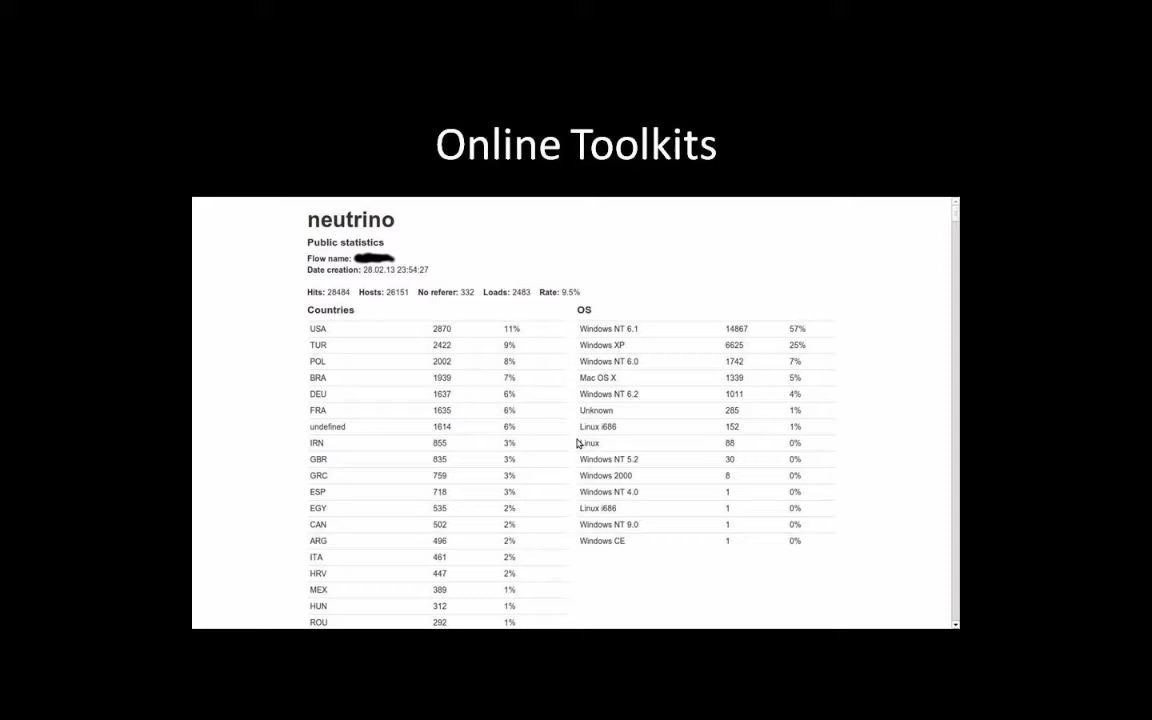 Online Toolkits
neutrino
Public statistics
Flow name:
Date creation: 28.02.13 23:54:27
Hits: 28484 Hosts: 26151 No referer: 332 Loads: 2483 Rate: 9.5%
Countries
USA 2870 11%
TUR 2422 9%
POL 2002 8%
BRA 1939 7%
DEU 1637 6%
FRA 1635 6%
undefined 1614 6%
IRN 855 3%
GBR 835 3%
GRC 759 3%
ESP 718 3%
EGY 535 2%
CAN 502 2%
ARG 496 2%
ITA 461 2%
HRV 447 2%
MEX 389 1%
HUN 312 1%
ROU 292 1%
OS
Windows NT 6.1 14867 57%
Windows XP 6625 25%
Windows NT 6.0 1742 7%
Mac OS X 1339 5%
Windows NT 6.2 1011 4%
Unknown 285 1%
Linux i686 152 1%
Linux 88 0%
Windows NT 5.2 30 0%
Windows 2000 8 0%
Windows NT 4.0 1 0%
Linux i686 1 0%
Windows NT 9.0 1 0%
Windows CE 1 0%